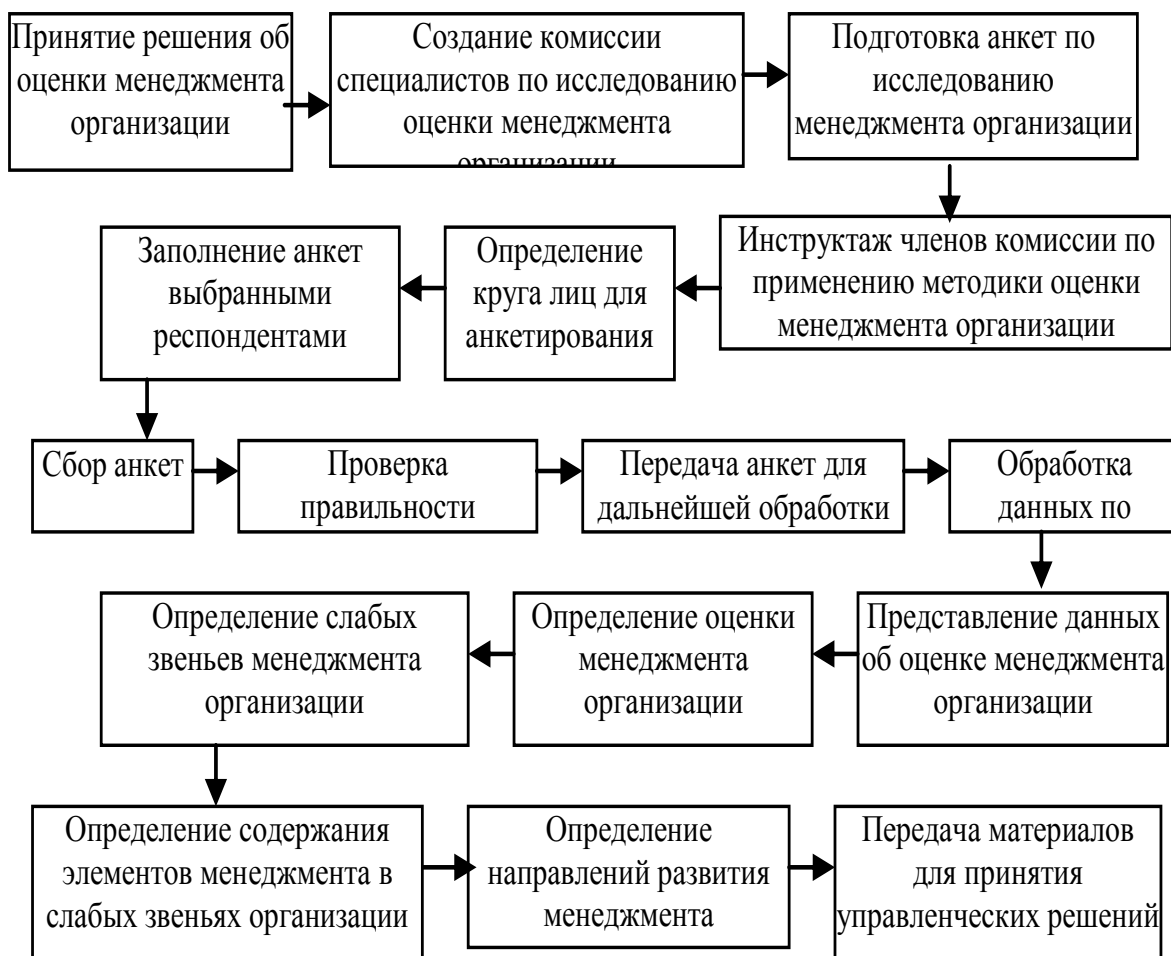 Принятие решения об
оценки менеджмента
организации
Создание комиссии
специалистов по исследованию
оценки менеджмента
организации
Подготовка анкет по
исследованию
менеджмента организации
Инструктаж членов комиссии по
применению методики оценки
менеджмента организации
Определение
круга лиц для
анкетирования
Заполнение анкет
выбранными
респондентами
Сбор анкет
Проверка
правильности
Передача анкет для
дальнейшей обработки
Обработка
данных по
Представление данных
об оценке менеджмента
организации
Определение оценки
менеджмента
организации
Определение слабых
звеньев менеджмента
организации
Определение содержания
элементов менеджмента в
слабых звеньях организации
Определение
направлений развития
менеджмента
Передача материалов
для принятия
управленческих решений